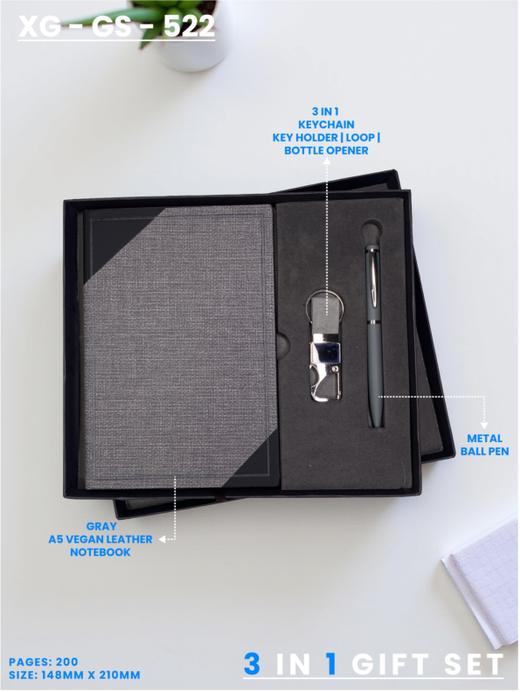 XG - GS - 522
3 IN 1
KEYCHAIN
KEY HOLDER | LOOP |
BOTTLE OPENER
METAL
BALL PEN
GRAY
A5 VEGAN LEATHER
NOTEBOOK
PAGES: 200
SIZE: 148MM X 210MM
3 IN 1 GIFT SET